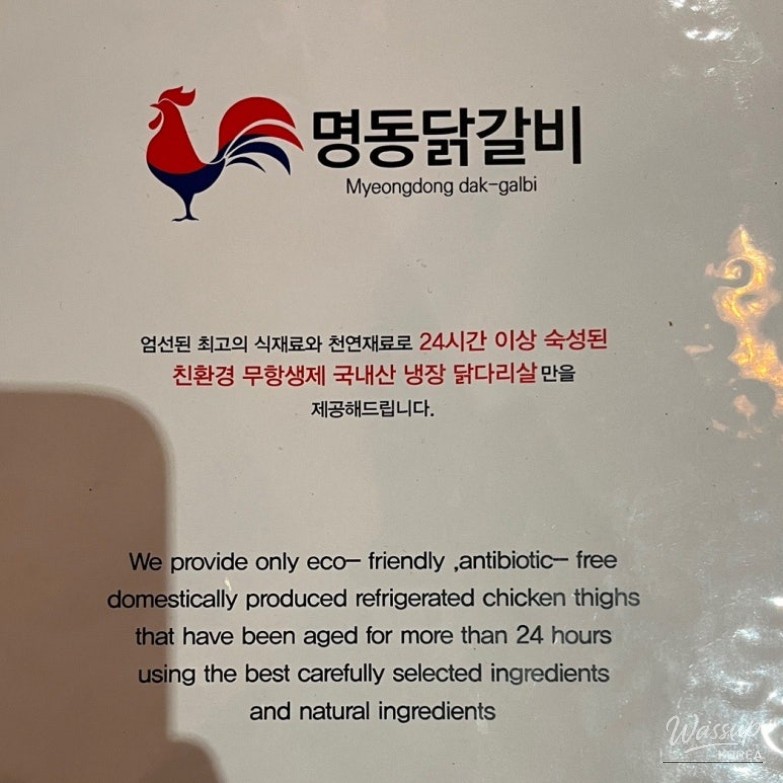 명동닭갈비
Myeongdong dak-galbi
엄선된 최고의 식재료와 천연재료로 24시간 이상 숙성된
친환경 무항생제 국내산 냉장 닭다리살만을
제공해드립니다.
We provide only eco- friendly ,antibiotic- free
domestically produced refrigerated chicken thighs
that have been aged for more than 24 hours
using the best carefully selected ingredients
and natural ingredients
Wassup
KOREA